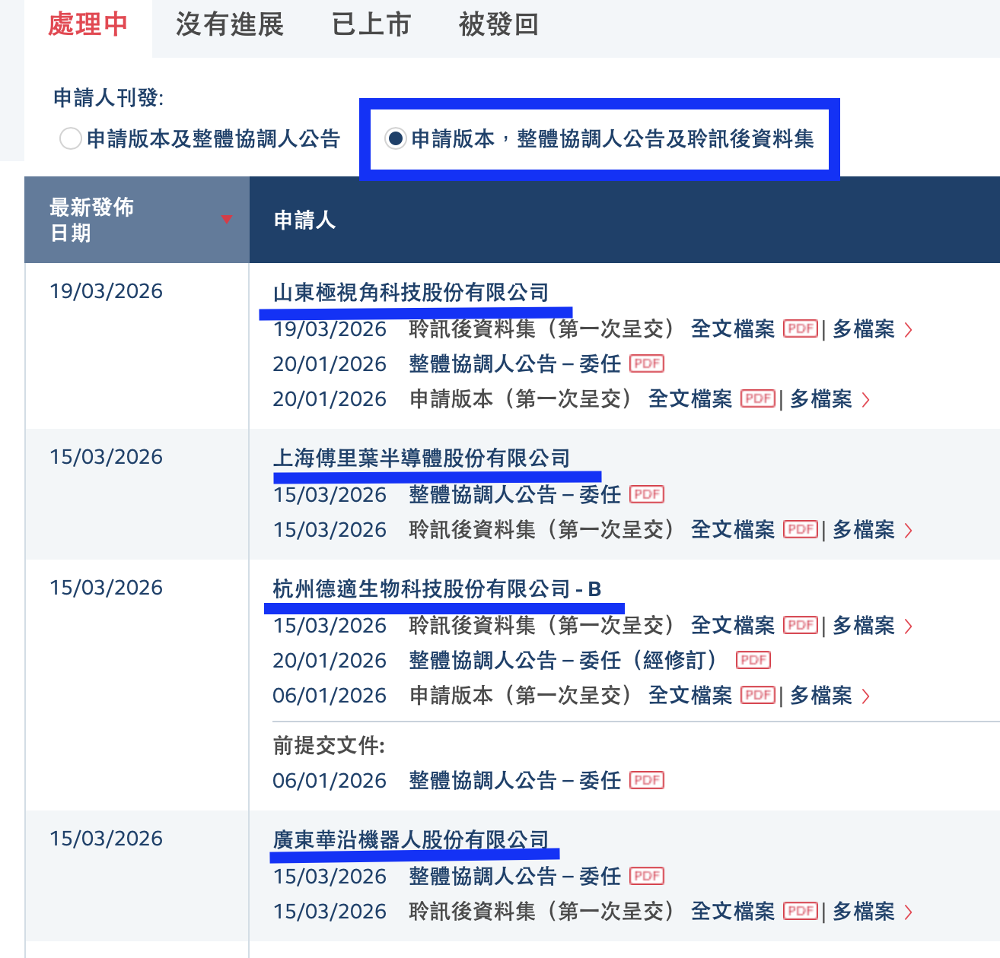 處理中 沒有進展 已上市 被發回
申請人刊發:
申請版本及整體協調人公告 申請版本，整體協調人公告及聆訊後資料集
最新發佈
日期
申請人
19/03/2026 山東極視角科技股份有限公司
19/03/2026 聆訊後資料集（第一次呈交） 全文檔案 PDF | 多檔案
20/01/2026 整體協調人公告 – 委任 PDF
20/01/2026 申請版本（第一次呈交） 全文檔案 PDF | 多檔案
15/03/2026 上海傅里葉半導體股份有限公司
15/03/2026 整體協調人公告 – 委任 PDF
15/03/2026 聆訊後資料集（第一次呈交） 全文檔案 PDF | 多檔案
15/03/2026 杭州德適生物科技股份有限公司 - B
15/03/2026 聆訊後資料集（第一次呈交） 全文檔案 PDF | 多檔案
20/01/2026 整體協調人公告 – 委任（經修訂） PDF
06/01/2026 申請版本（第一次呈交） 全文檔案 PDF | 多檔案
前提交文件:
06/01/2026 整體協調人公告 – 委任 PDF
15/03/2026 廣東華沿機器人股份有限公司
15/03/2026 整體協調人公告 – 委任 PDF
15/03/2026 聆訊後資料集（第一次呈交） 全文檔案 PDF | 多檔案